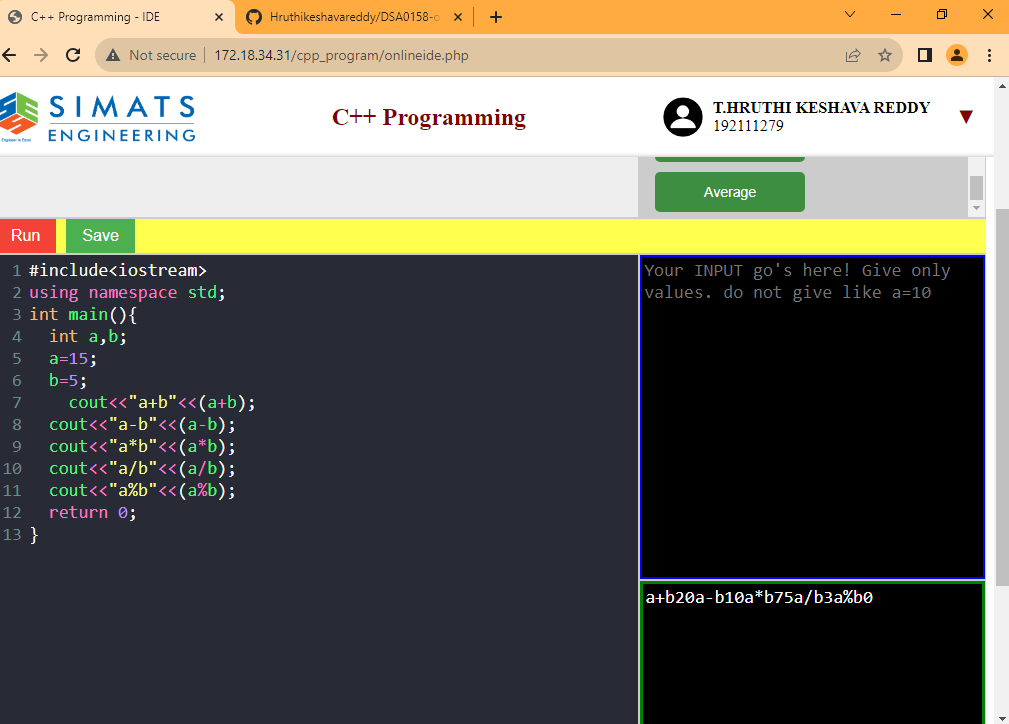 C++ Programming - IDE
Hruthikeshavareddy/DSA0158-o
Not secure
172.18.34.31/cpp_program/onlineide.php
SIMATS
ENGINEERING
Engineer to Excel
C++ Programming
T.HRUTHI KESHAVA REDDY
192111279
Average
Run
Save
1 #include<iostream>
2 using namespace std;
3 int main(){
4 int a,b;
5 a=15;
6 b=5;
7 cout<<"a+b"<<(a+b);
8 cout<<"a-b"<<(a-b);
9 cout<<"a*b"<<(a*b);
10 cout<<"a/b"<<(a/b);
11 cout<<"a%b"<<(a%b);
12 return 0;
13 }
Your INPUT go's here! Give only
values. do not give like a=10
a+b20a-b10a*b75a/b3a%b0